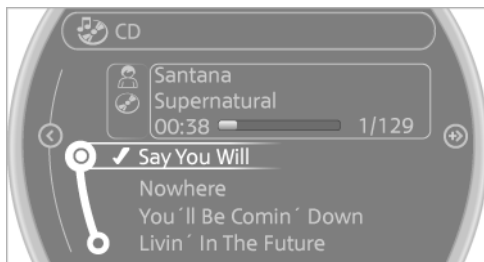 CD
Santana
Supernatural
00:38 1/129
Say You Will
Nowhere
You´ll Be Comin´ Down
Livin´ In The Future